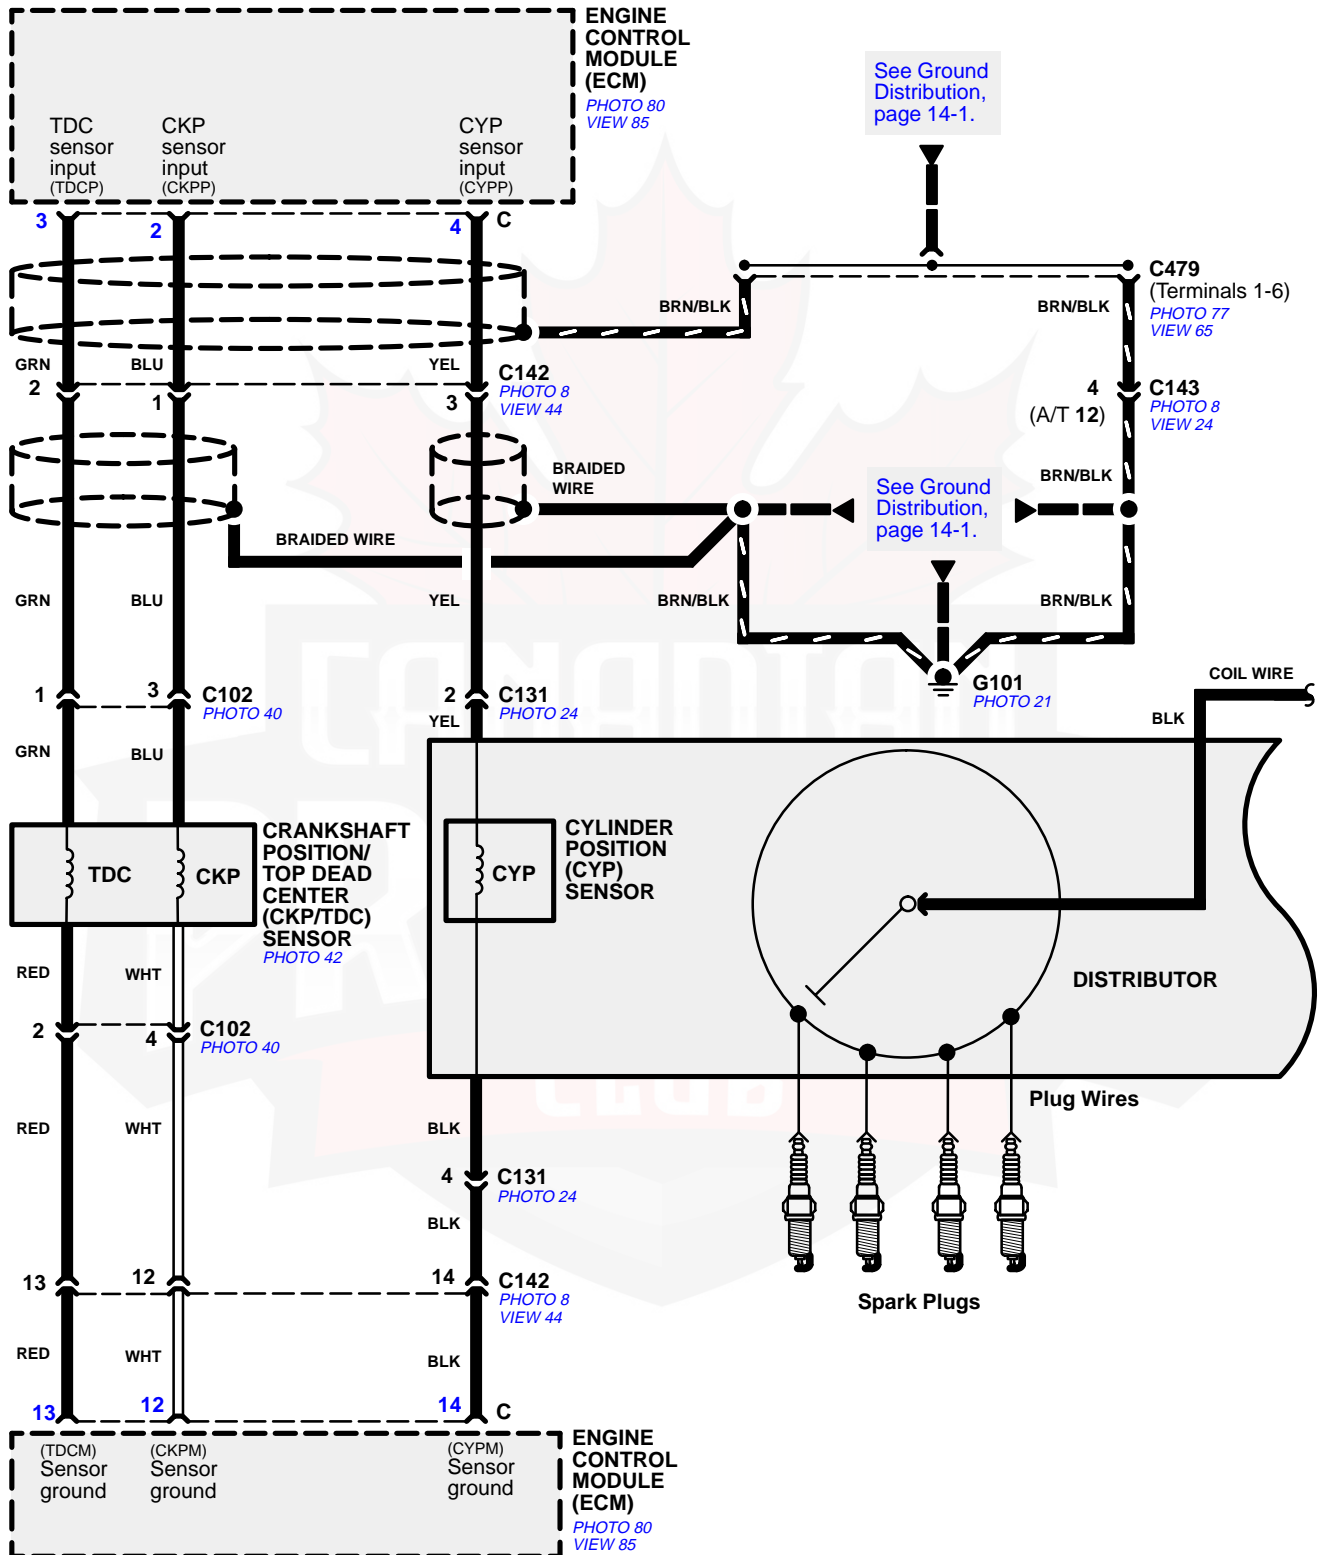 ENGINE
CONTROL
MODULE
(ECM)
PHOTO 80
VIEW 85
TDC
sensor
input
(TDCP)
CKP
sensor
input
(CKPP)
CYP
sensor
input
(CYPP)
3
2
4
C
See Ground
Distribution,
page 14-1.
C479
(Terminals 1-6)
PHOTO 77
VIEW 65
BRN/BLK
BRN/BLK
GRN
BLU
YEL
2
1
3
C142
PHOTO 8
VIEW 44
4
(A/T 12)
C143
PHOTO 8
VIEW 24
BRAIDED
WIRE
BRN/BLK
See Ground
Distribution,
page 14-1.
BRAIDED WIRE
GRN
BLU
YEL
BRN/BLK
BRN/BLK
G101
PHOTO 21
1
3
C102
PHOTO 40
2
C131
PHOTO 24
COIL WIRE
BLK
YEL
GRN
BLU
CANADIAN
TDC
CKP
CRANKSHAFT
POSITION/
TOP DEAD
CENTER
(CKP/TDC)
SENSOR
PHOTO 42
CYP
CYLINDER
POSITION
(CYP)
SENSOR
DISTRIBUTOR
RED
WHT
2
4
C102
PHOTO 40
CLUB
Plug Wires
RED
WHT
BLK
4
C131
PHOTO 24
BLK
13
12
14
C142
PHOTO 8
VIEW 44
Spark Plugs
RED
WHT
BLK
13
12
14
C
(TDCM)
Sensor
ground
(CKPM)
Sensor
ground
(CYPM)
Sensor
ground
ENGINE
CONTROL
MODULE
(ECM)
PHOTO 80
VIEW 85